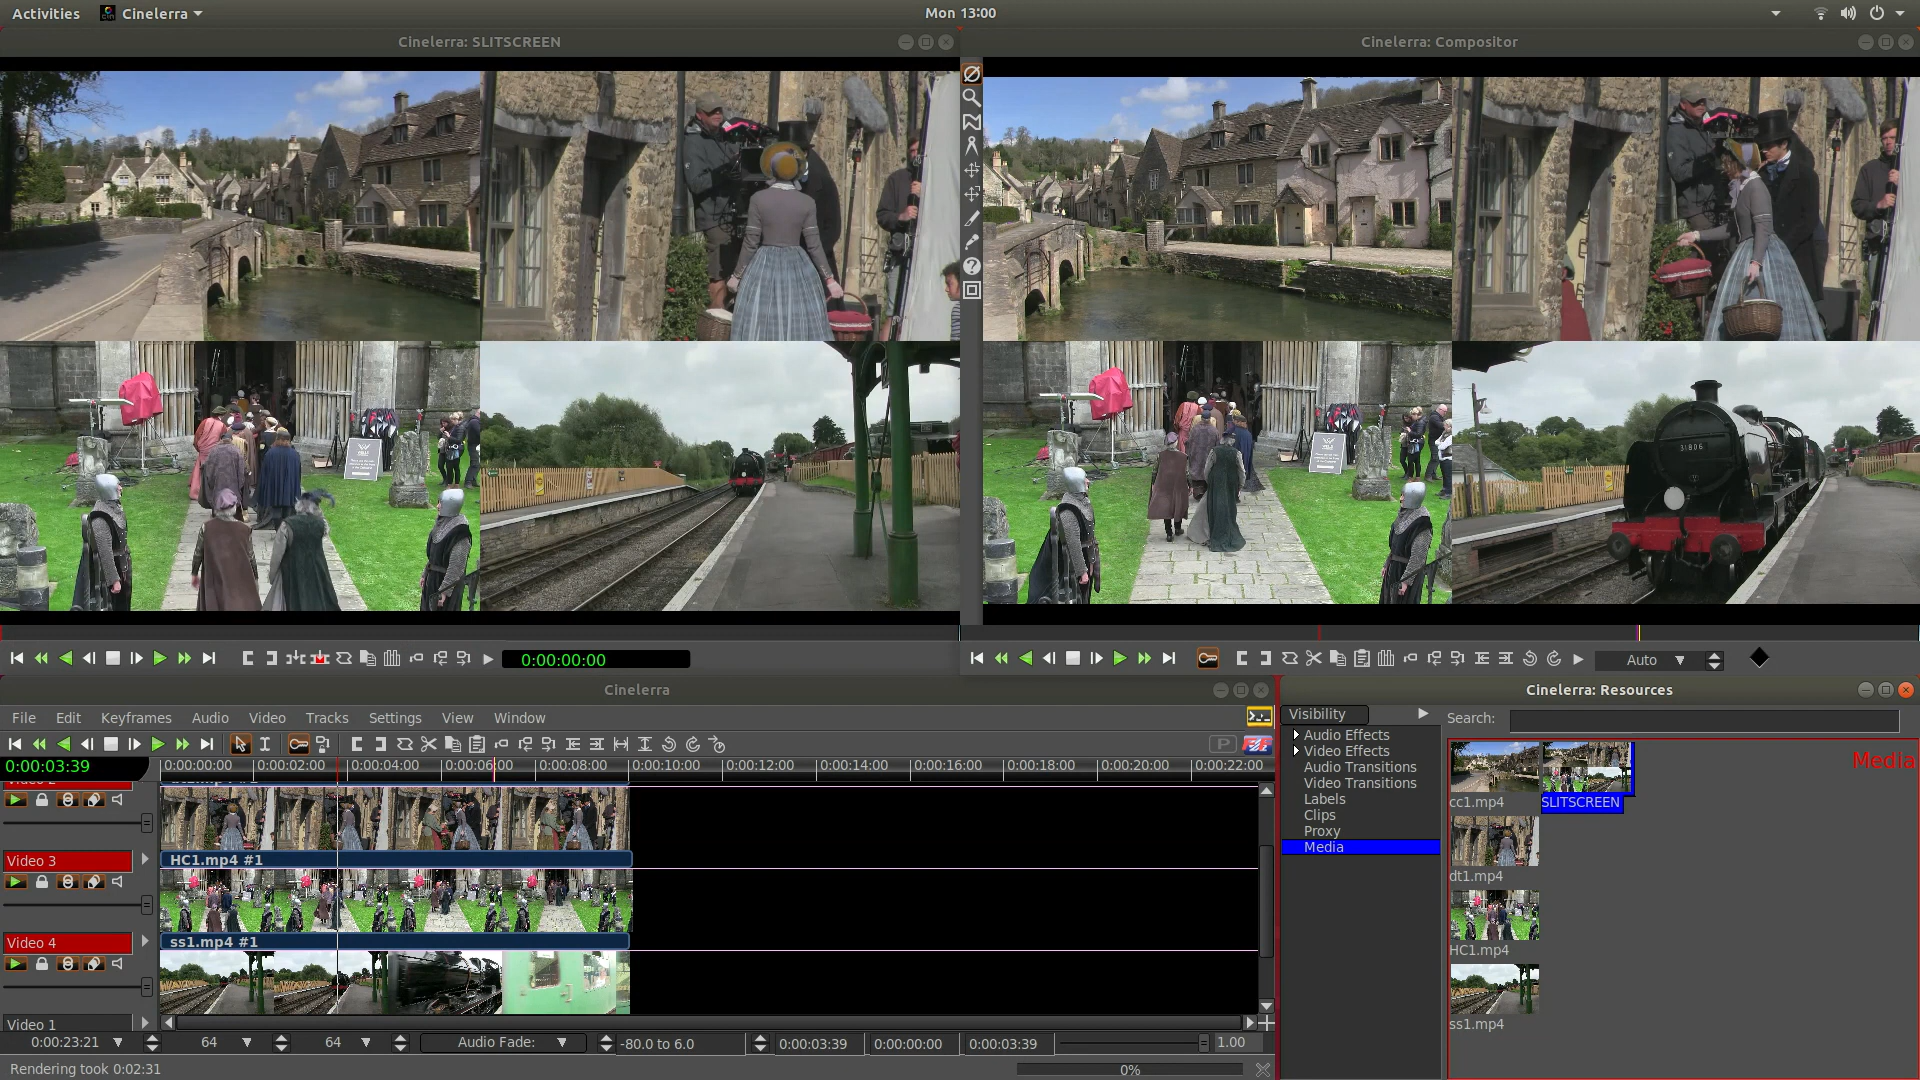 Activities Cinelerra Mon 13:00
Cinelerra: SLITSCREEN
Cinelerra: Compositor
31806
0:00:00:00
Auto
Cinelerra
Cinelerra: Resources
File Edit Keyframes Audio Video Tracks Settings View Window
Visibility
Search:
P
0:00:03:39
0:00:00:00 0:00:02:00 0:00:04:00 0:00:06:00 0:00:08:00 0:00:10:00 0:00:12:00 0:00:14:00 0:00:16:00 0:00:18:00 0:00:20:00 0:00:22:00
Audio Effects
Video Effects
Audio Transitions
Video Transitions
Labels
Clips
Proxy
Media
Media
cc1.mp4
SLITSCREEN
dt1.mp4
HC1.mp4
ss1.mp4
Video 3
HC1.mp4 #1
Video 4
ss1.mp4 #1
Video 1
0:00:23:21 64 64 Audio Fade: -80.0 to 6.0 0:00:03:39 0:00:00:00 0:00:03:39 1.00
Rendering took 0:02:31
0%